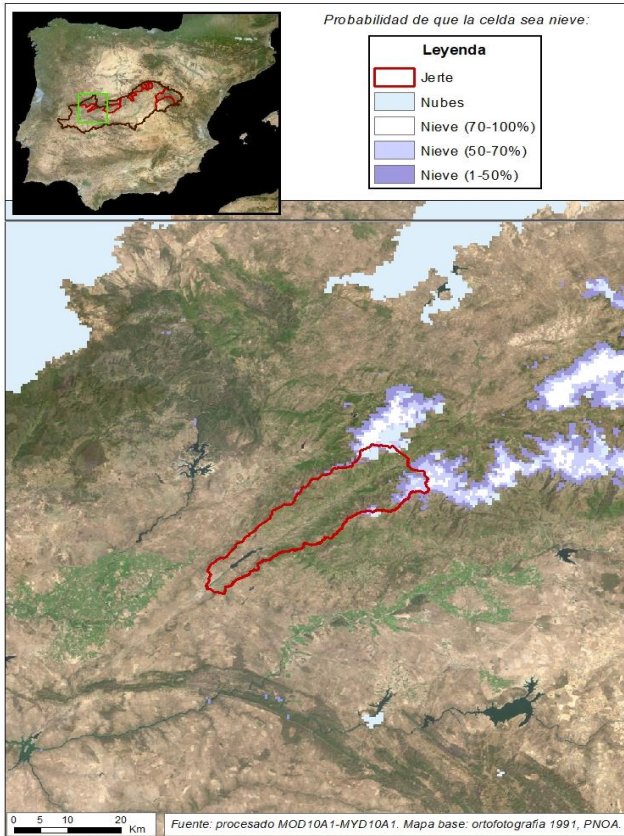 Probabilidad de que la celda sea nieve:
Leyenda
Jerte
Nubes
Nieve (70-100%)
Nieve (50-70%)
Nieve (1-50%)
0 5 10 20
Km
Fuente: procesado MOD10A1-MYD10A1. Mapa base: ortofotografía 1991, PNOA.